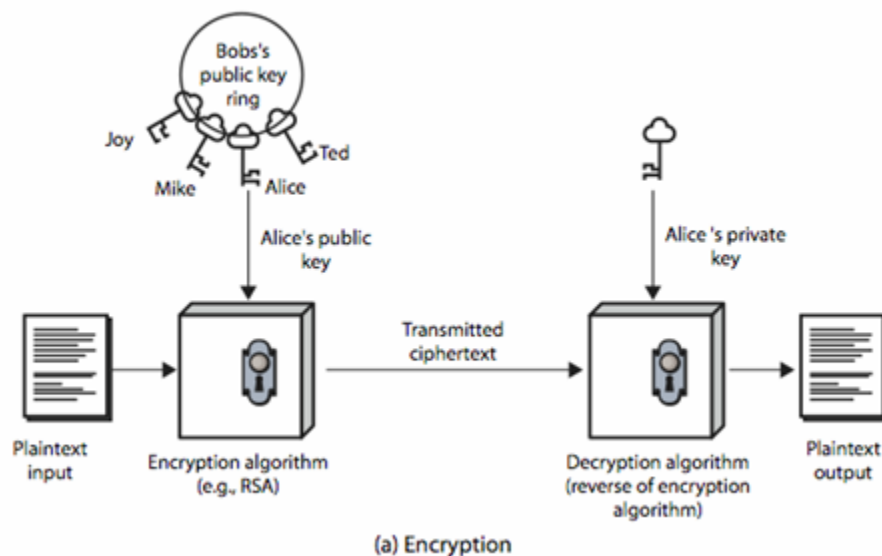 Bobs's
public key
ring
Joy
Ted
Mike
Alice
Alice's public
key
Alice 's private
key
Transmitted
ciphertext
Plaintext
input
Encryption algorithm
(e.g., RSA)
Decryption algorithm
(reverse of encryption
algorithm)
Plaintext
output
(a) Encryption